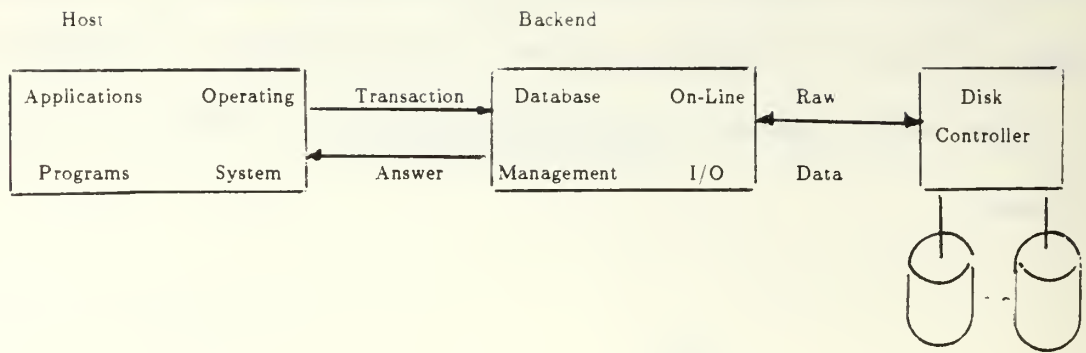 Host Backend
Applications Operating Transaction Database On-Line Raw Disk
Controller
Programs System Answer Management I/O Data